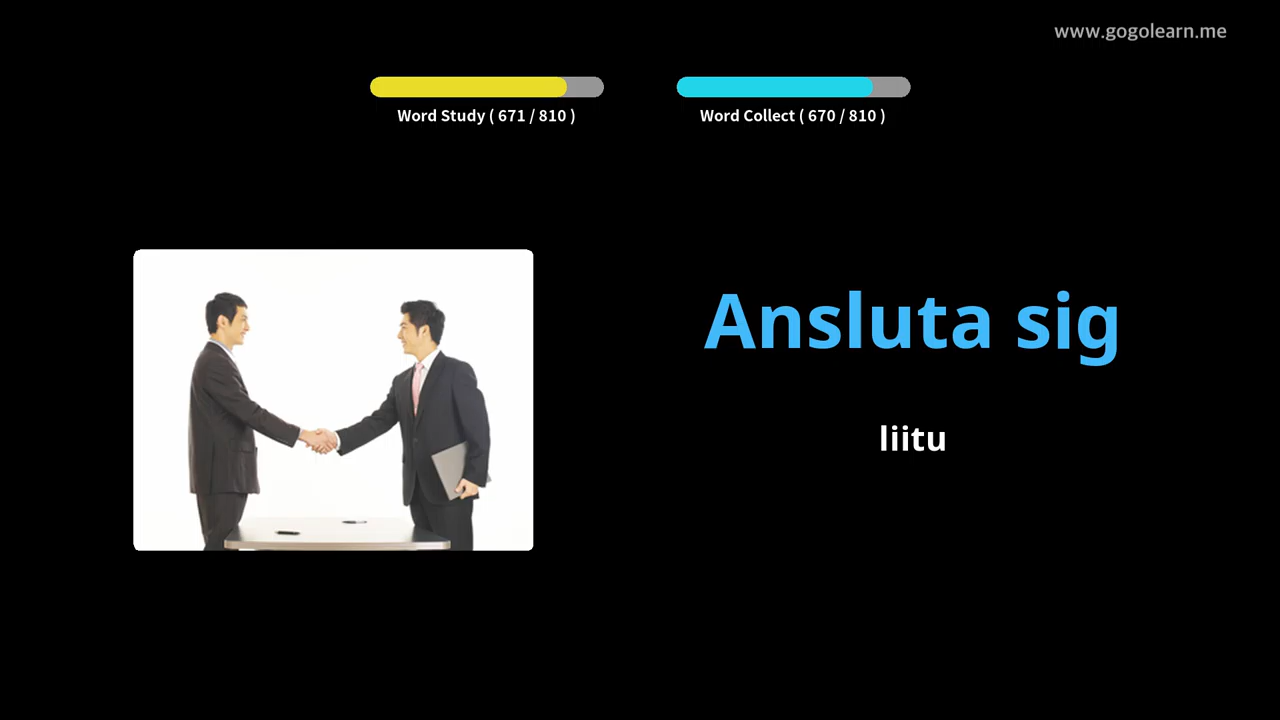 www.gogolearn.me
Word Study ( 671 / 810 )
Word Collect ( 670 / 810 )
Ansluta sig
liitu